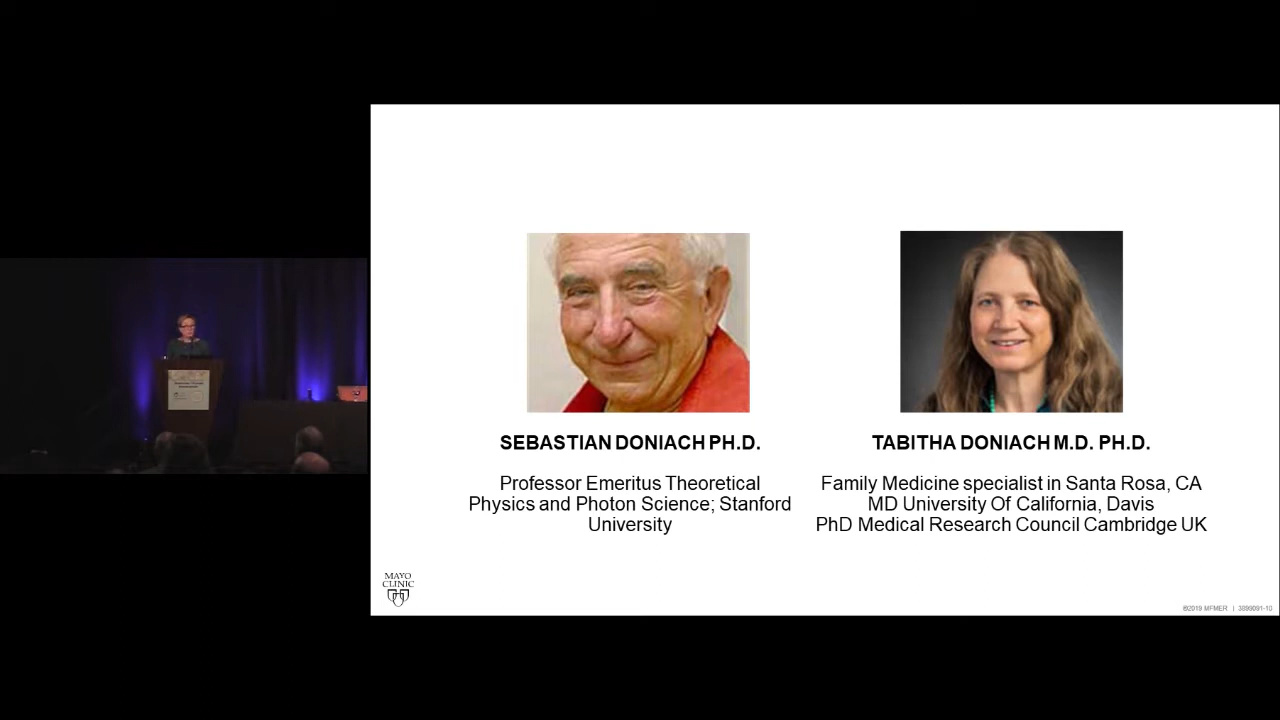 SEBASTIAN DONIACH PH.D.
Professor Emeritus Theoretical
Physics and Photon Science; Stanford
University
TABITHA DONIACH M.D. PH.D.
Family Medicine specialist in Santa Rosa, CA
MD University Of California, Davis
PhD Medical Research Council Cambridge UK
MAYO
CLINIC
©2019 MFMER | 3899091-10